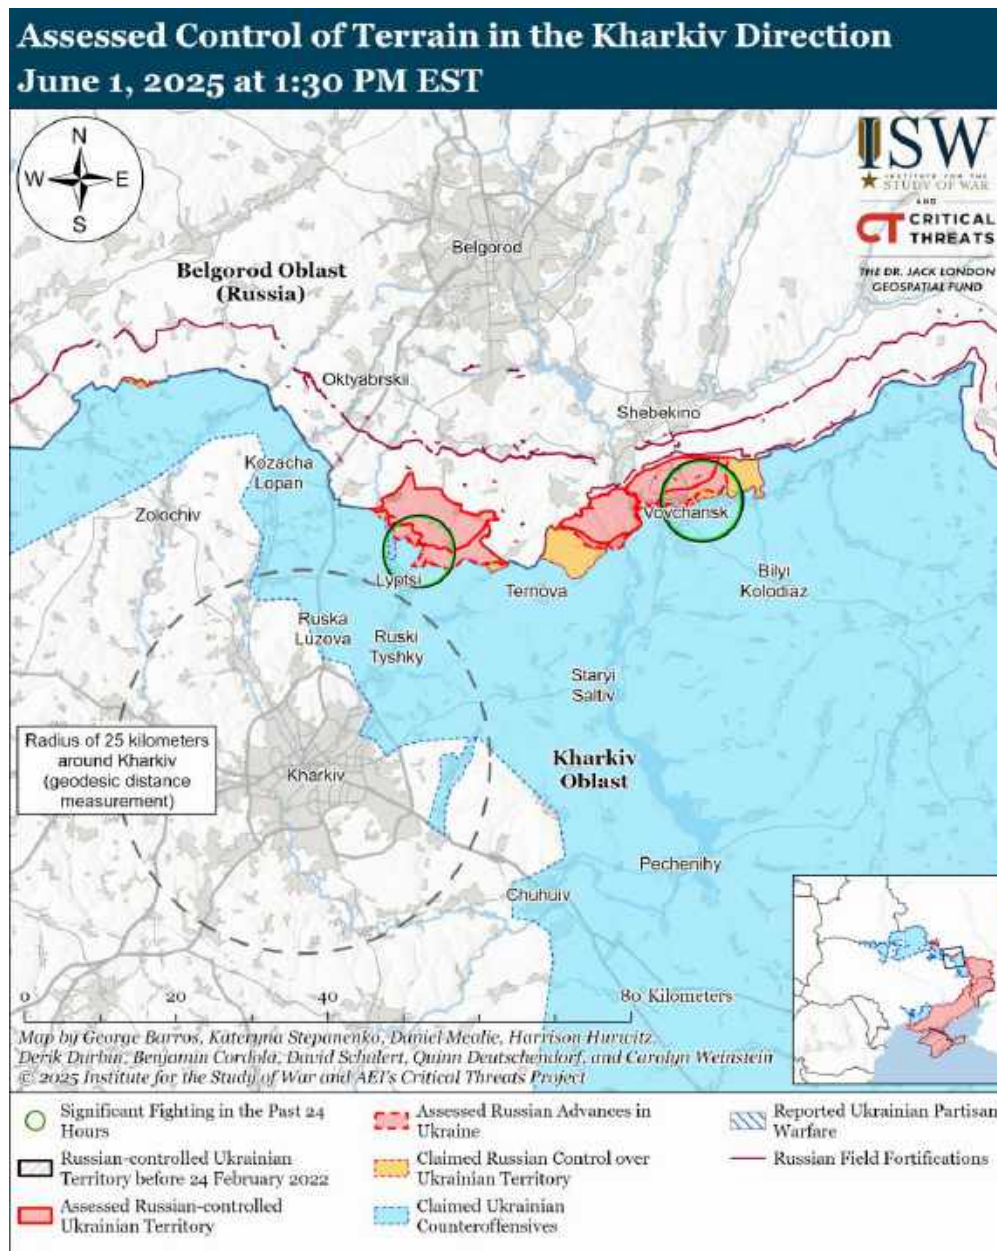 Assessed Control of Terrain in the Kharkiv Direction
June 1, 2025 at 1:30 PM EST
N
W E
S
ISW
INSTITUTE FOR THE
STUDY OF WAR
AND
CT CRITICAL
THREATS
THE DR. JACK LONDON
GEOSPATIAL FUND
Belgorod
Belgorod Oblast
(Russia)
Oktyabrskii
Shebekino
Kozacha
Lopan
Zolochiv
Vovchansk
Lyptsi
Ternova
Bilyi
Kolodiaz
Ruska
Luzova
Ruski
Tyshky
Staryi
Saltiv
Radius of 25 kilometers
around Kharkiv
(geodesic distance
measurement)
Kharkiv
Kharkiv
Oblast
Pechenihy
Chuhuiv
0 20 40 80 Kilometers
Map by George Barros, Kateryna Stepanenko, Daniel Mealie, Harrison Hurwitz
Derik Durbin, Benjamin Cordola, David Schulert, Quinn Deutschendorf, and Carolyn Weinstein
© 2025 Institute for the Study of War and AEI's Critical Threats Project
Significant Fighting in the Past 24
Hours
Russian-controlled Ukrainian
Territory before 24 February 2022
Assessed Russian-controlled
Ukrainian Territory
Assessed Russian Advances in
Ukraine
Claimed Russian Control over
Ukrainian Territory
Claimed Ukrainian
Counteroffensives
Reported Ukrainian Partisan
Warfare
Russian Field Fortifications